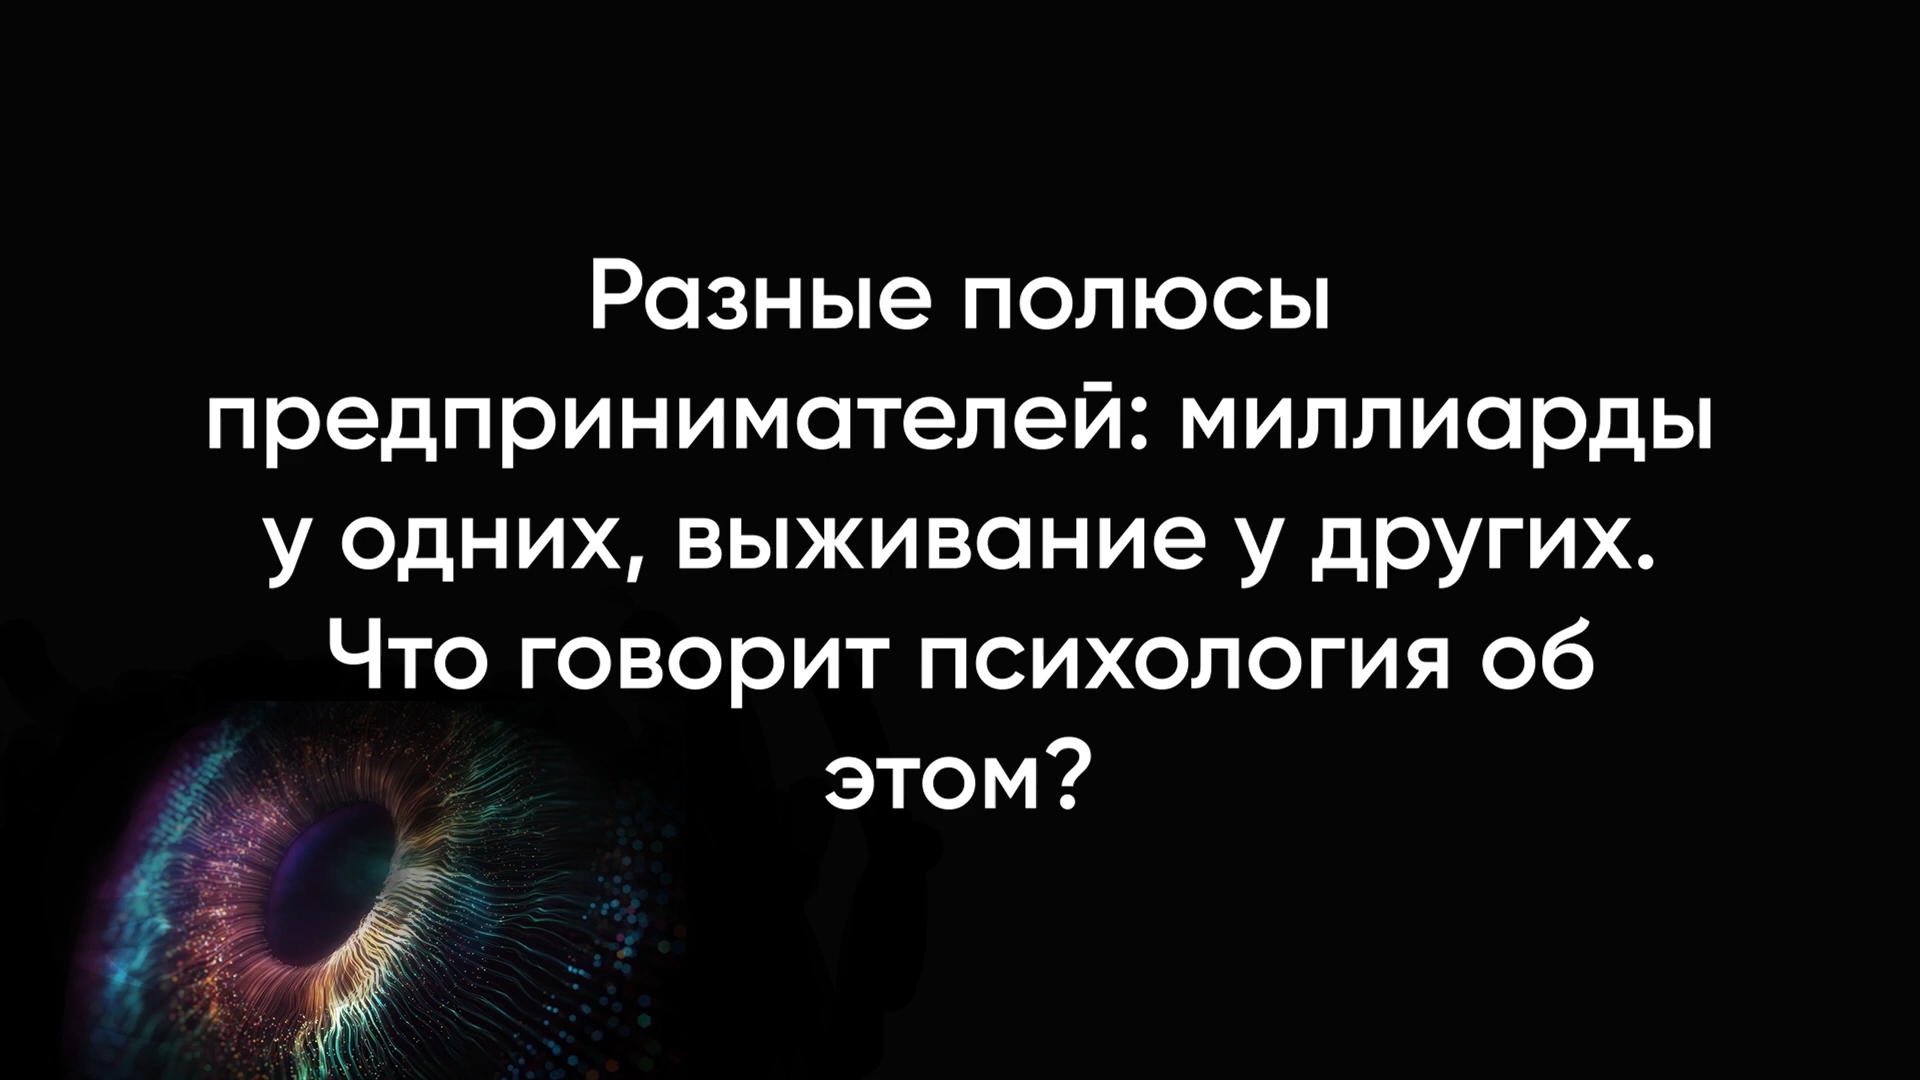 Разные полюсы
предпринимателей: миллиарды
у одних, выживание у других.
Что говорит психология об
этом?